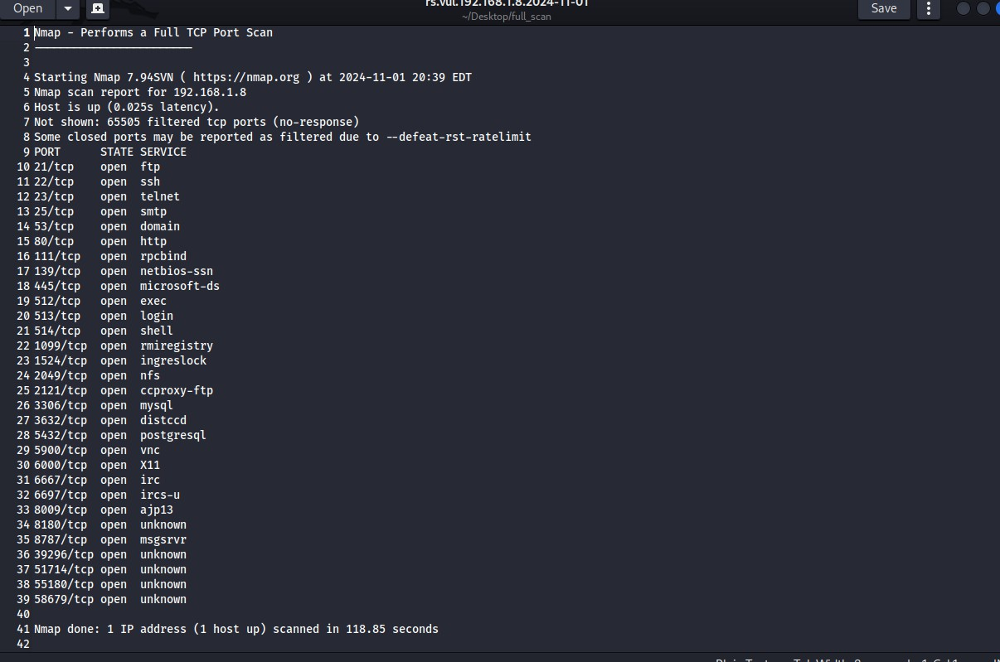 Open
rs.vul.192.168.1.8.2024-11-01
~/Desktop/full_scan
Save
1 Nmap - Performs a Full TCP Port Scan
2 ------------------------
3
4 Starting Nmap 7.94SVN ( https://nmap.org ) at 2024-11-01 20:39 EDT
5 Nmap scan report for 192.168.1.8
6 Host is up (0.025s latency).
7 Not shown: 65505 filtered tcp ports (no-response)
8 Some closed ports may be reported as filtered due to --defeat-rst-ratelimit
9 PORT      STATE SERVICE
10 21/tcp    open  ftp
11 22/tcp    open  ssh
12 23/tcp    open  telnet
13 25/tcp    open  smtp
14 53/tcp    open  domain
15 80/tcp    open  http
16 111/tcp   open  rpcbind
17 139/tcp   open  netbios-ssn
18 445/tcp   open  microsoft-ds
19 512/tcp   open  exec
20 513/tcp   open  login
21 514/tcp   open  shell
22 1099/tcp  open  rmiregistry
23 1524/tcp  open  ingreslock
24 2049/tcp  open  nfs
25 2121/tcp  open  ccproxy-ftp
26 3306/tcp  open  mysql
27 3632/tcp  open  distccd
28 5432/tcp  open  postgresql
29 5900/tcp  open  vnc
30 6000/tcp  open  X11
31 6667/tcp  open  irc
32 6697/tcp  open  ircs-u
33 8009/tcp  open  ajp13
34 8180/tcp  open  unknown
35 8787/tcp  open  msgsrvr
36 39296/tcp open  unknown
37 51714/tcp open  unknown
38 55180/tcp open  unknown
39 58679/tcp open  unknown
40
41 Nmap done: 1 IP address (1 host up) scanned in 118.85 seconds
42